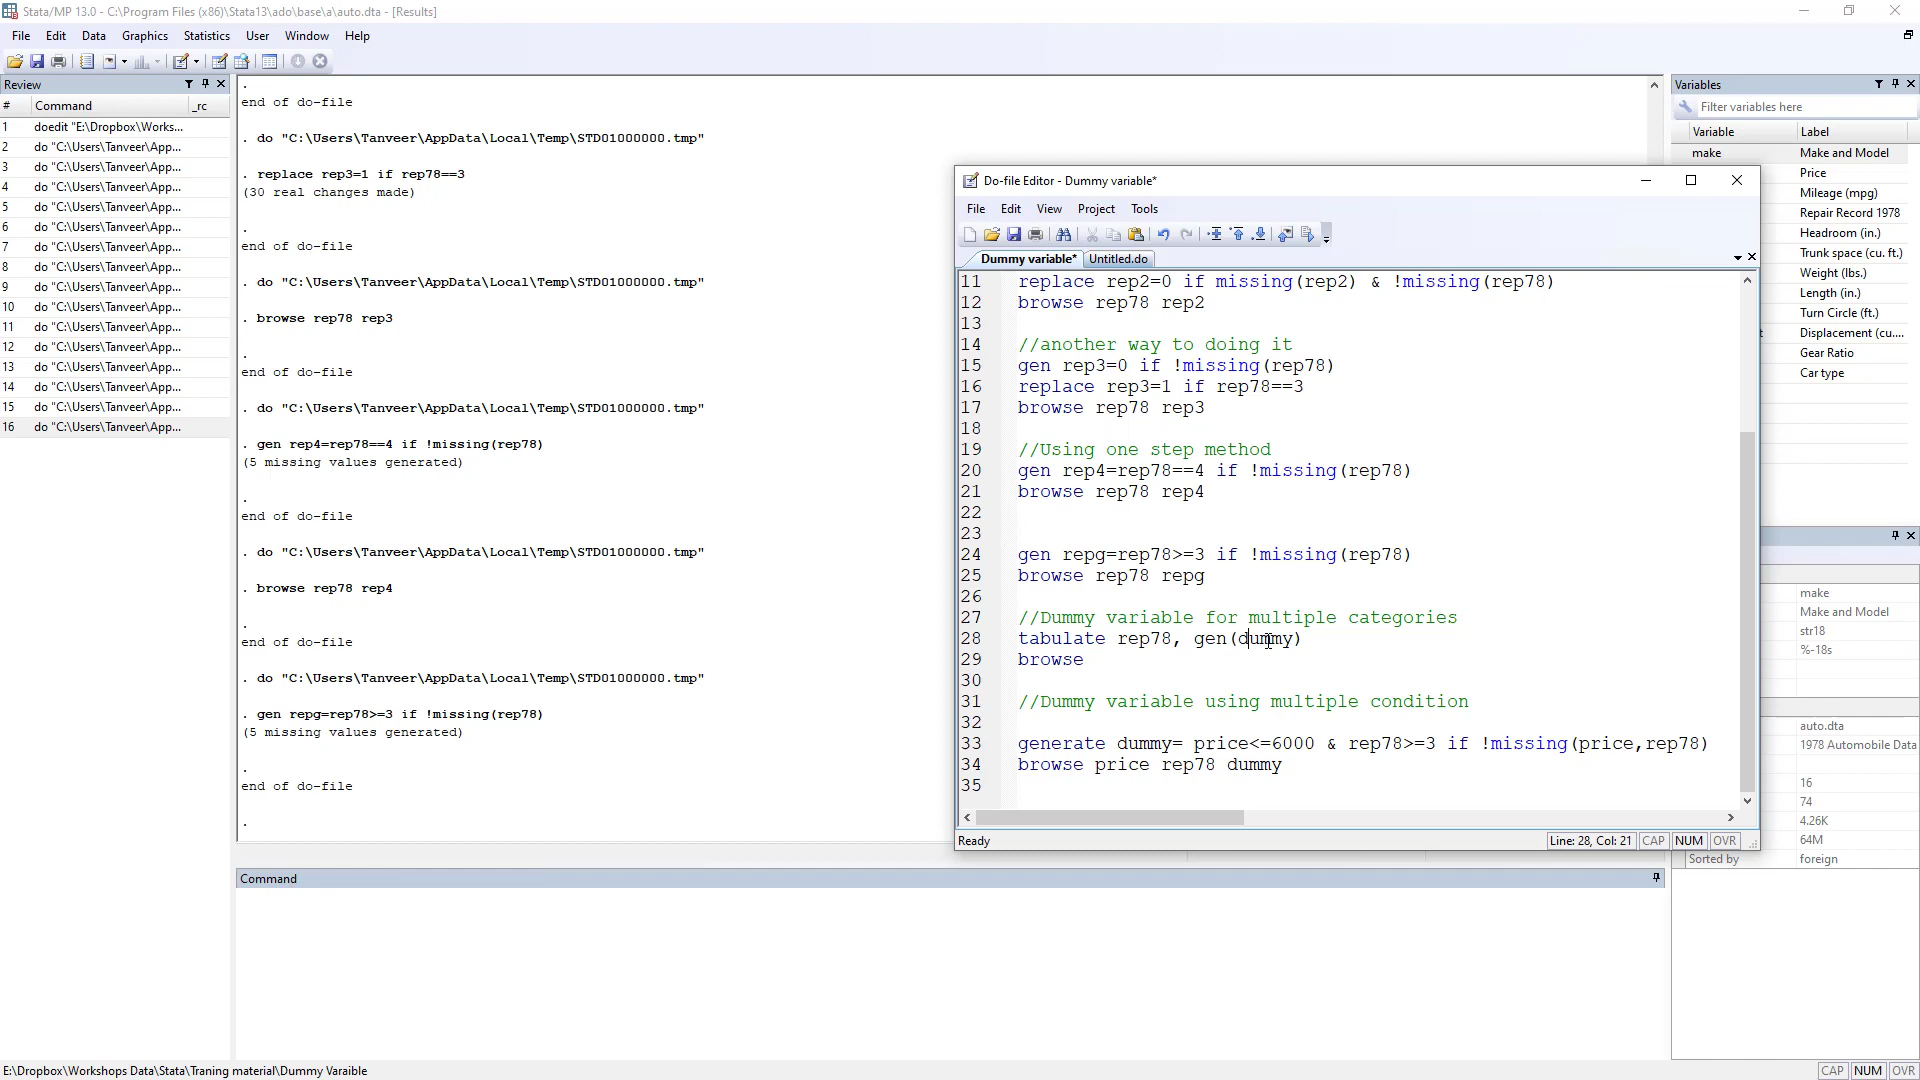 Stata/MP 13.0 - C:\Program Files (x86)\Stata13\ado\base\a\auto.dta - [Results]
File Edit Data Graphics Statistics User Window Help
Review
# Command _rc
1 doedit "E:\Dropbox\Works...
2 do "C:\Users\Tanveer\App...
3 do "C:\Users\Tanveer\App...
4 do "C:\Users\Tanveer\App...
5 do "C:\Users\Tanveer\App...
6 do "C:\Users\Tanveer\App...
7 do "C:\Users\Tanveer\App...
8 do "C:\Users\Tanveer\App...
9 do "C:\Users\Tanveer\App...
10 do "C:\Users\Tanveer\App...
11 do "C:\Users\Tanveer\App...
12 do "C:\Users\Tanveer\App...
13 do "C:\Users\Tanveer\App...
14 do "C:\Users\Tanveer\App...
15 do "C:\Users\Tanveer\App...
16 do "C:\Users\Tanveer\App...
.
end of do-file
. do "C:\Users\Tanveer\AppData\Local\Temp\STD01000000.tmp"
. replace rep3=1 if rep78==3
(30 real changes made)
.
end of do-file
. do "C:\Users\Tanveer\AppData\Local\Temp\STD01000000.tmp"
. browse rep78 rep3
.
end of do-file
. do "C:\Users\Tanveer\AppData\Local\Temp\STD01000000.tmp"
. gen rep4=rep78==4 if !missing(rep78)
(5 missing values generated)
.
end of do-file
. do "C:\Users\Tanveer\AppData\Local\Temp\STD01000000.tmp"
. browse rep78 rep4
.
end of do-file
. do "C:\Users\Tanveer\AppData\Local\Temp\STD01000000.tmp"
. gen repg=rep78>=3 if !missing(rep78)
(5 missing values generated)
.
end of do-file
.
Command
Do-file Editor - Dummy variable*
File Edit View Project Tools
Dummy variable* Untitled.do
11 replace rep2=0 if missing(rep2) & !missing(rep78)
12 browse rep78 rep2
13
14 //another way to doing it
15 gen rep3=0 if !missing(rep78)
16 replace rep3=1 if rep78==3
17 browse rep78 rep3
18
19 //Using one step method
20 gen rep4=rep78==4 if !missing(rep78)
21 browse rep78 rep4
22
23
24 gen repg=rep78>=3 if !missing(rep78)
25 browse rep78 repg
26
27 //Dummy variable for multiple categories
28 tabulate rep78, gen(dummy)
29 browse
30
31 //Dummy variable using multiple condition
32
33 generate dummy= price<=6000 & rep78>=3 if !missing(price,rep78)
34 browse price rep78 dummy
35
Ready Line: 28, Col: 21 CAP NUM OVR
Variables
Filter variables here
Variable Label
make Make and Model
Price
Mileage (mpg)
Repair Record 1978
Headroom (in.)
Trunk space (cu. ft.)
Weight (lbs.)
Length (in.)
Turn Circle (ft.)
Displacement (cu....
Gear Ratio
Car type
make
Make and Model
str18
%-18s
auto.dta
1978 Automobile Data
16
74
4.26K
64M
Sorted by foreign
E:\Dropbox\Workshops Data\Stata\Traning material\Dummy Varaible
CAP NUM OVR